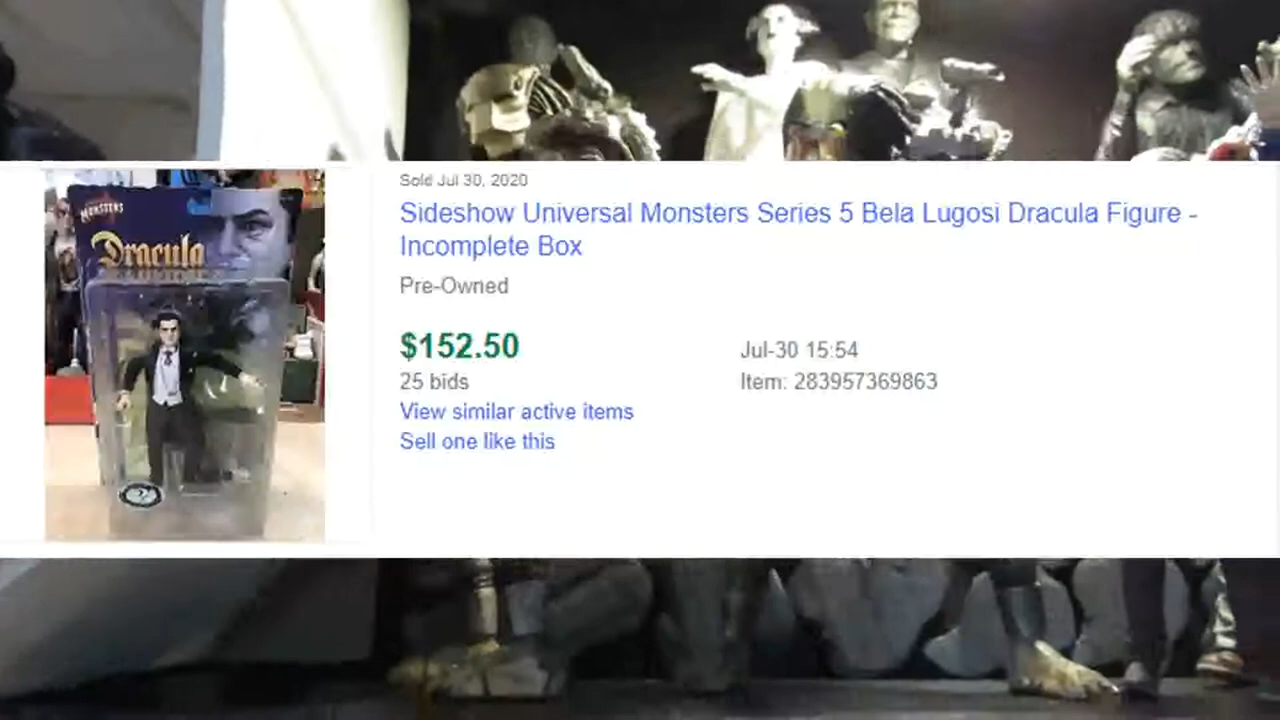 Sold Jul 30, 2020
Sideshow Universal Monsters Series 5 Bela Lugosi Dracula Figure -
Incomplete Box
Pre-Owned
$152.50
25 bids
View similar active items
Sell one like this
Jul-30 15:54
Item: 283957369863
MONSTERS
Dracula